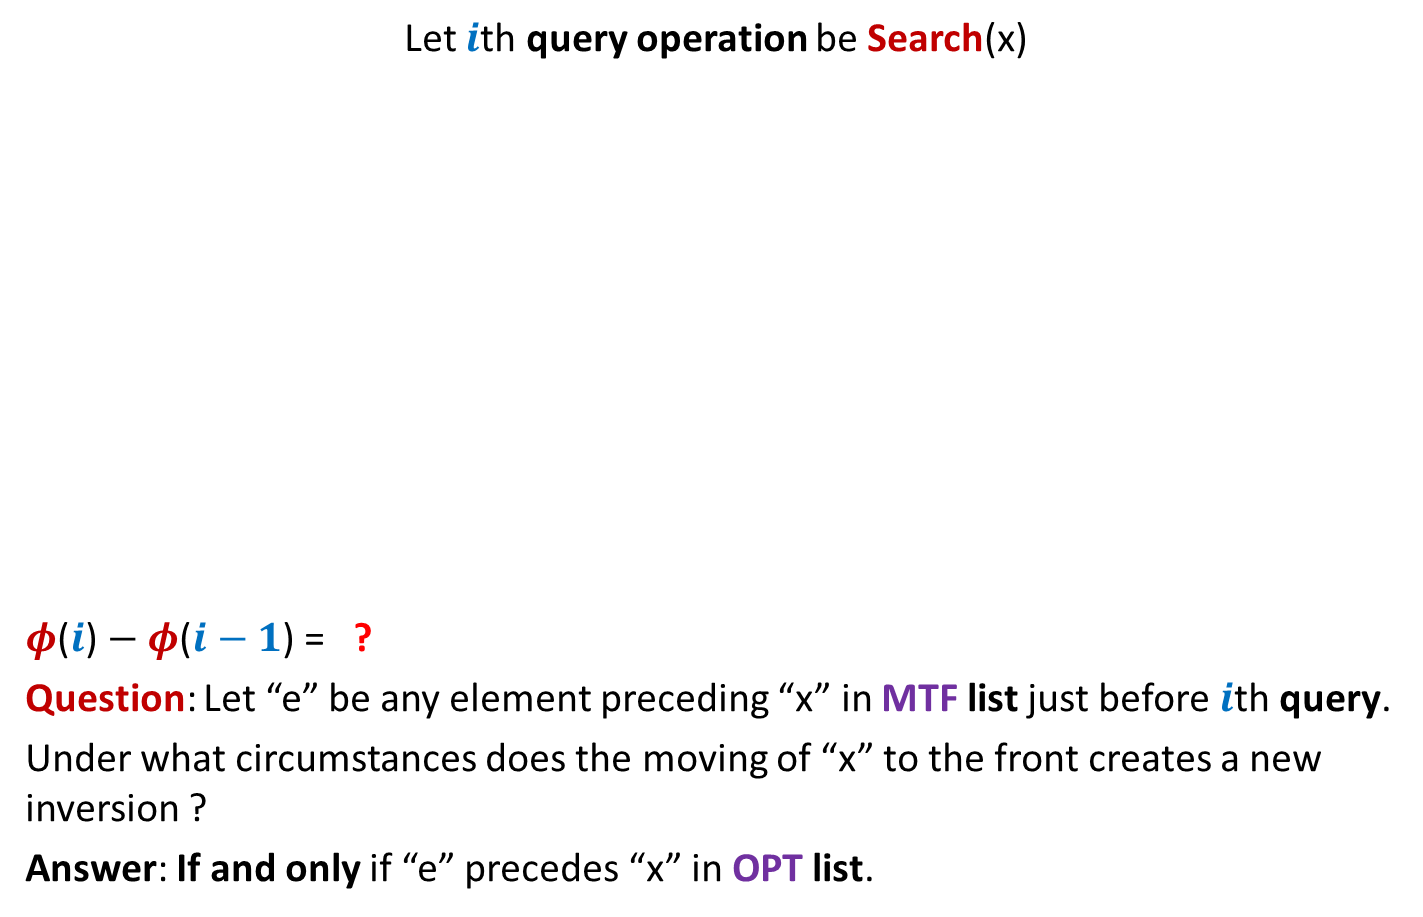 Let 𝒊th query operation be Search(x)
𝝓(𝒊) − 𝝓(𝒊 − 𝟏) = ?
Question: Let “e” be any element preceding “x” in MTF list just before 𝒊th query.
Under what circumstances does the moving of “x” to the front creates a new
inversion ?
Answer: If and only if “e” precedes “x” in OPT list.